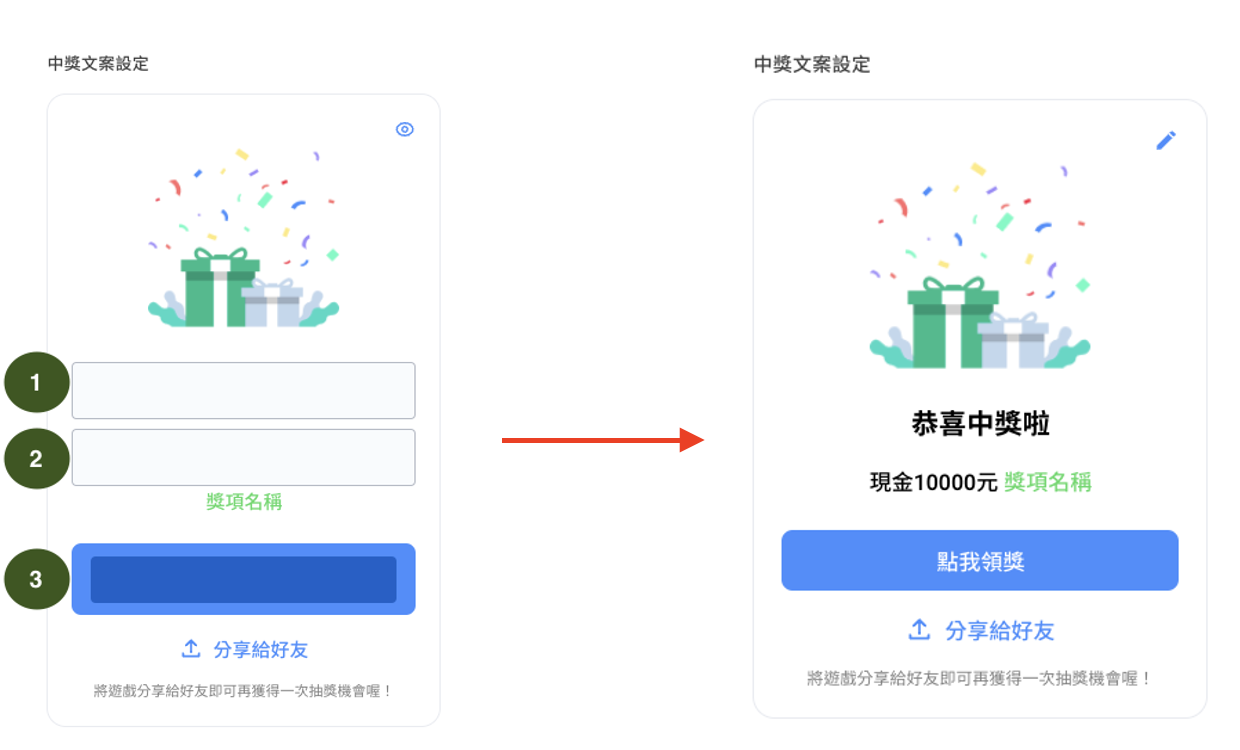 中獎文案設定
1
2
獎項名稱
3
分享給好友
將遊戲分享給好友即可再獲得一次抽獎機會喔！
中獎文案設定
恭喜中獎啦
現金10000元 獎項名稱
點我領獎
分享給好友
將遊戲分享給好友即可再獲得一次抽獎機會喔！